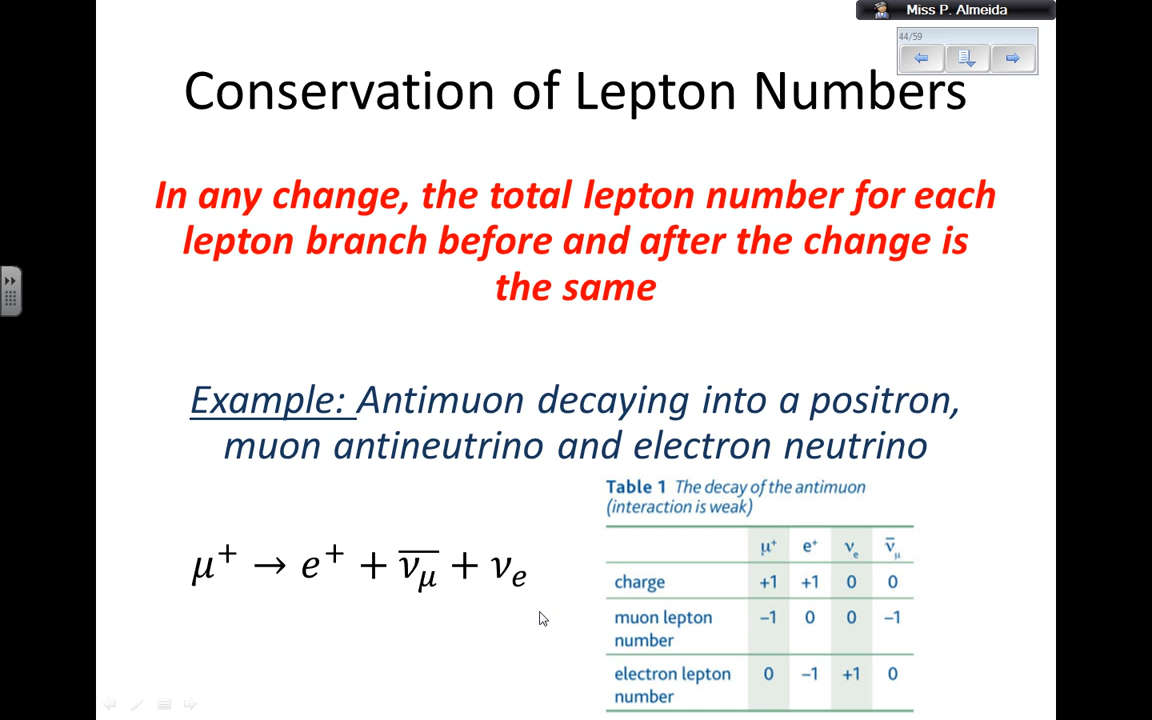 Miss P. Almeida
44/59
Conservation of Lepton Numbers
In any change, the total lepton number for each
lepton branch before and after the change is
the same
Example: Antimuon decaying into a positron,
muon antineutrino and electron neutrino
Table 1 The decay of the antimuon
(interaction is weak)
μ⁺ e⁺ νₑ ν̅_μ
charge +1 +1 0 0
muon lepton
number –1 0 0 –1
electron lepton
number 0 –1 +1 0
μ⁺ → e⁺ + ν̅_μ + νₑ